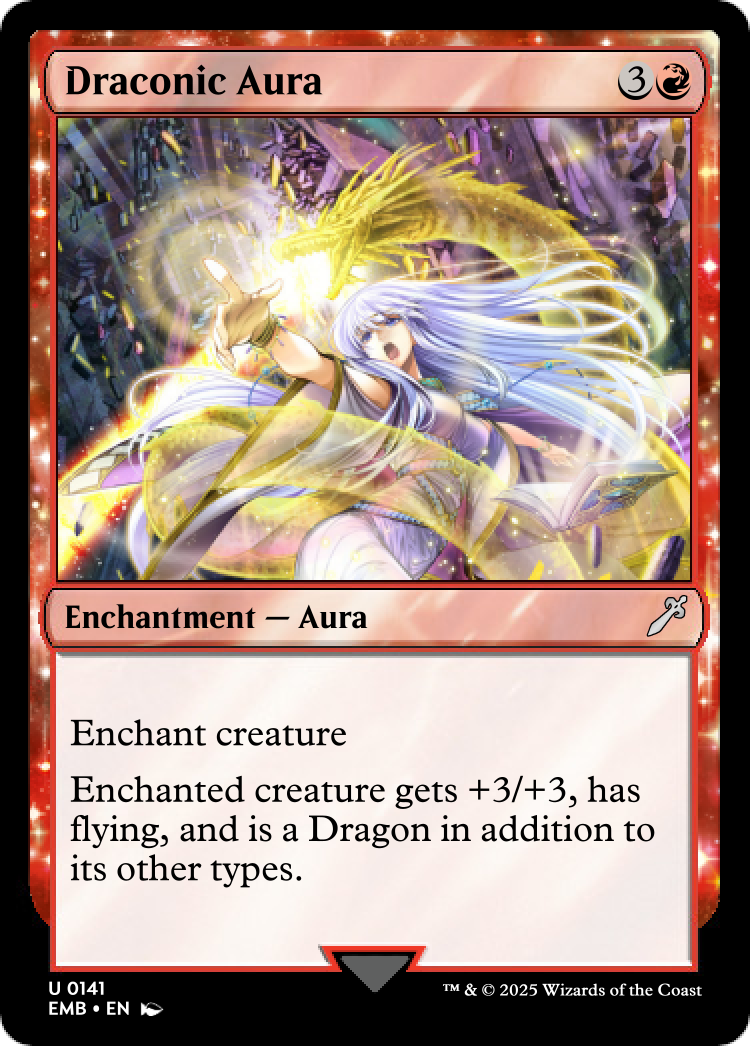 Draconic Aura 3
Enchantment — Aura
Enchant creature
Enchanted creature gets +3/+3, has
flying, and is a Dragon in addition to
its other types.
U 0141
EMB • EN
™ & © 2025 Wizards of the Coast